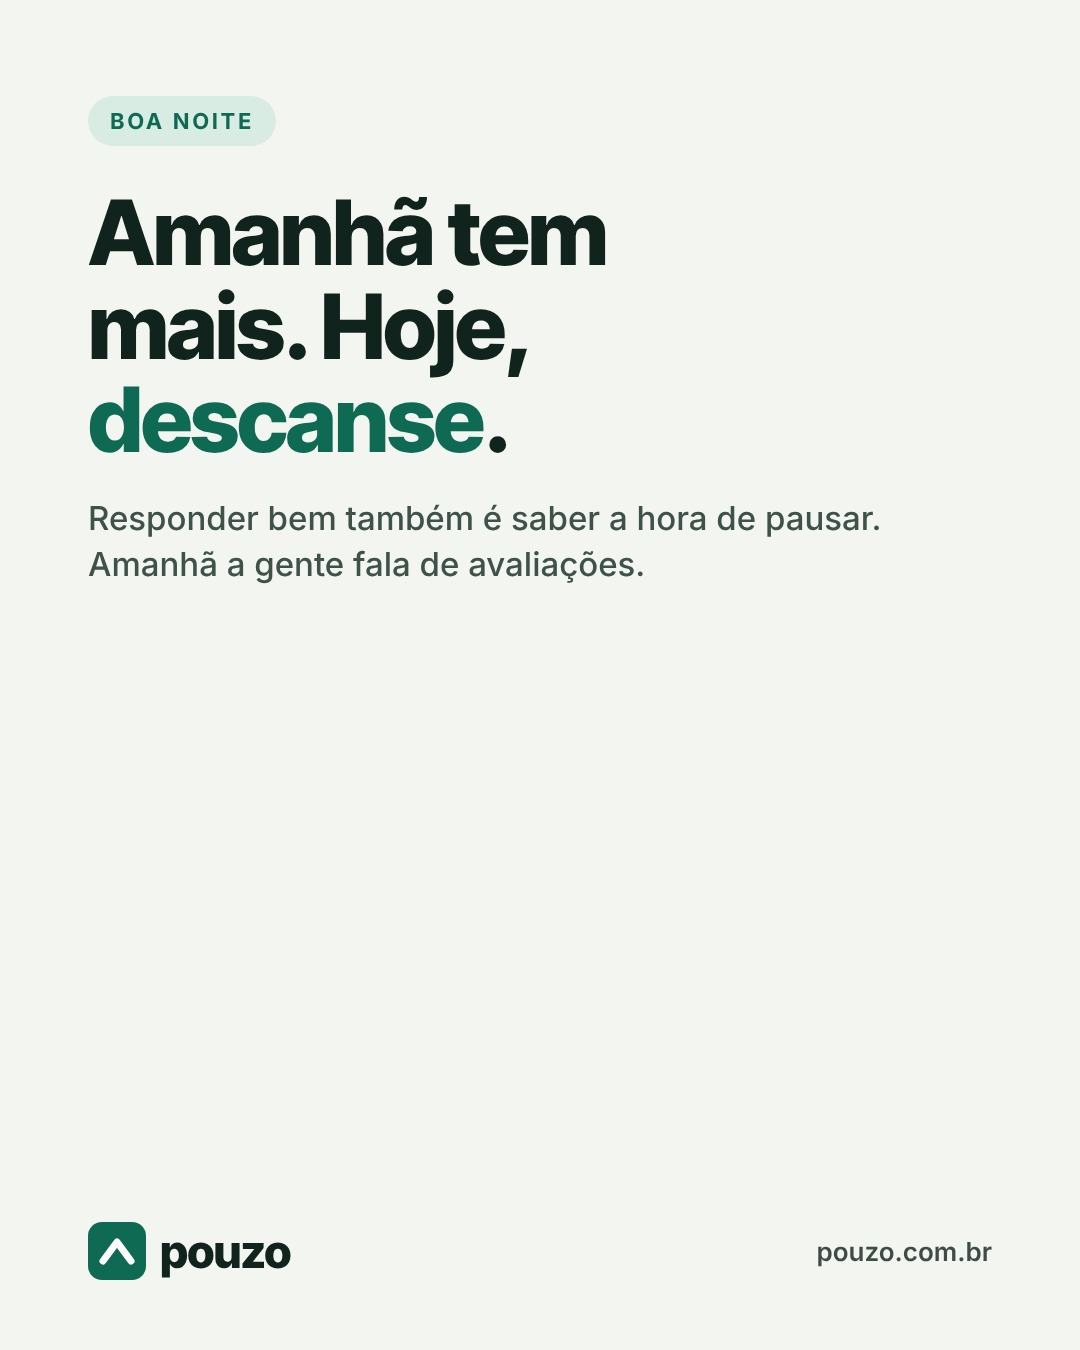 BOA NOITE
Amanhã tem
mais. Hoje,
descanse.
Responder bem também é saber a hora de pausar.
Amanhã a gente fala de avaliações.
pouzo
pouzo.com.br